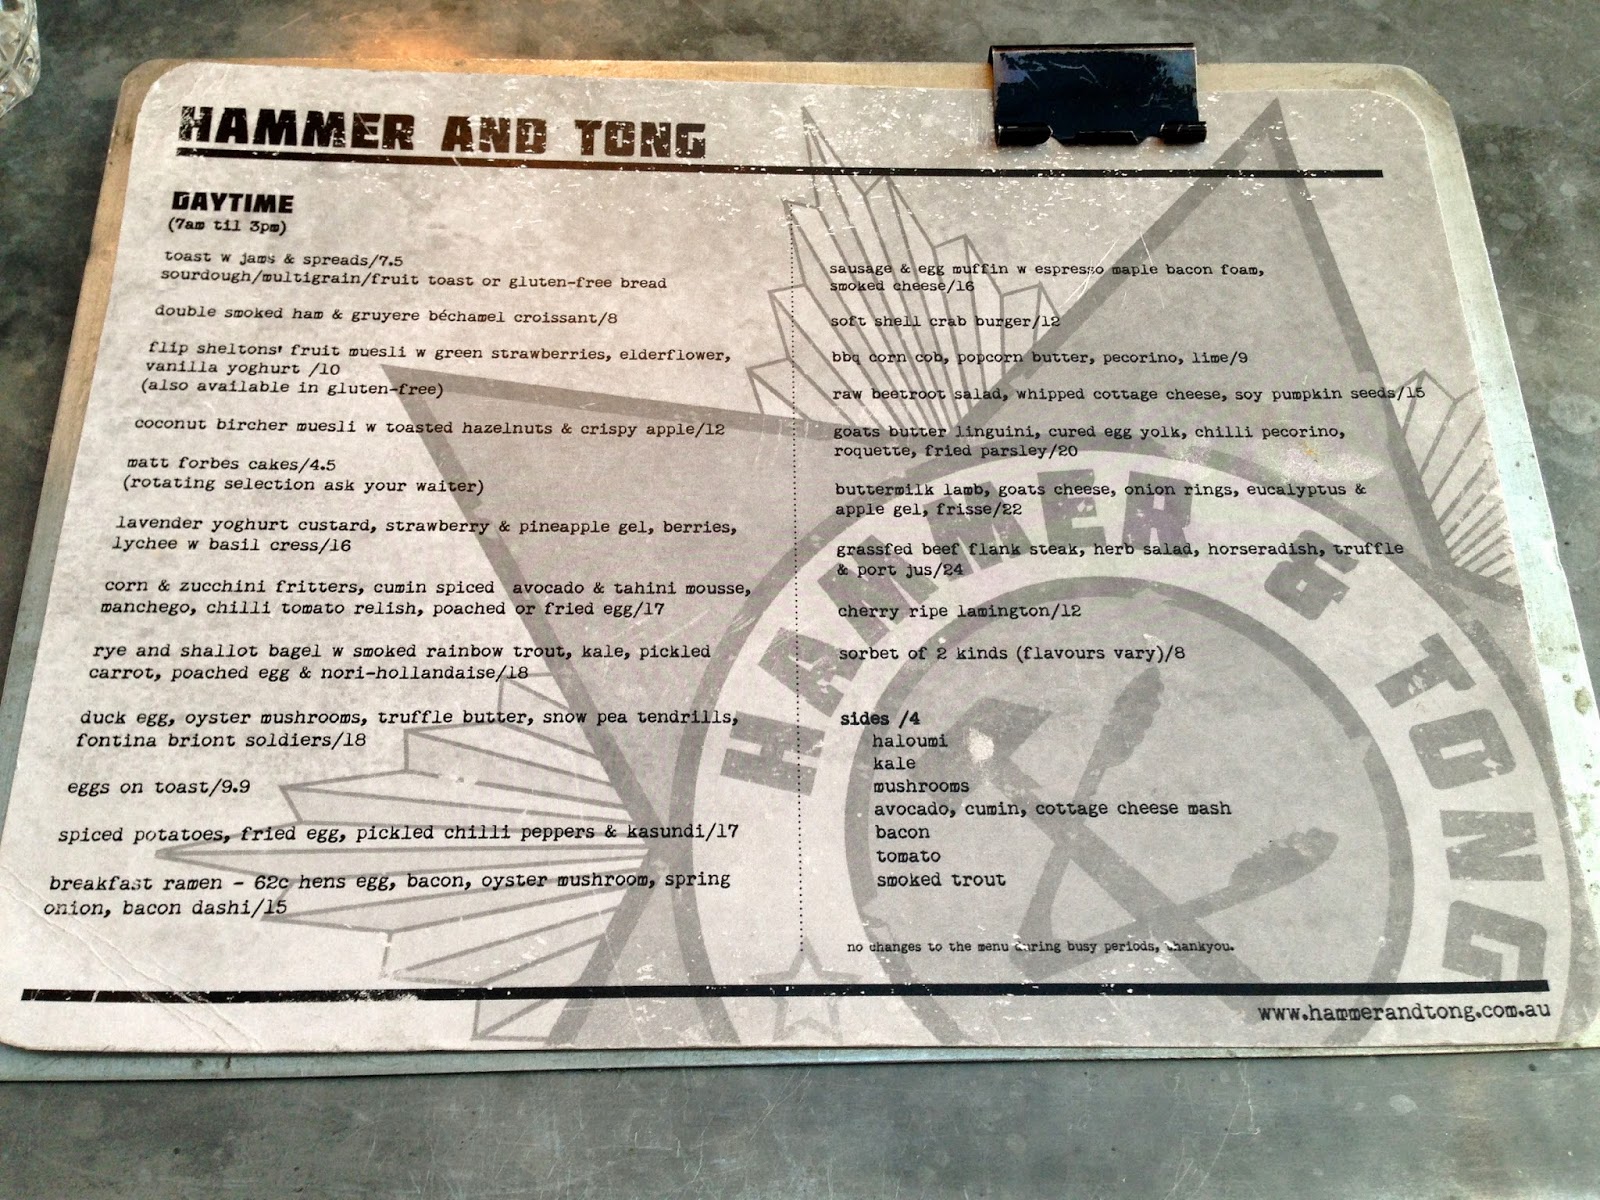 HAMMER AND TONG
DAYTIME
(7am til 3pm)
toast w jams & spreads/7.5
sourdough/multigrain/fruit toast or gluten-free bread
double smoked ham & gruyere béchamel croissant/8
flip sheltons' fruit muesli w green strawberries, elderflower,
vanilla yoghurt /10
(also available in gluten-free)
coconut bircher muesli w toasted hazelnuts & crispy apple/12
matt forbes cakes/4.5
(rotating selection ask your waiter)
lavender yoghurt custard, strawberry & pineapple gel, berries,
lychee w basil cress/16
corn & zucchini fritters, cumin spiced avocado & tahini mousse,
manchego, chilli tomato relish, poached or fried egg/17
rye and shallot bagel w smoked rainbow trout, kale, pickled
carrot, poached egg & nori-hollandaise/18
duck egg, oyster mushrooms, truffle butter, snow pea tendrills,
fontina briont soldiers/18
eggs on toast/9.9
spiced potatoes, fried egg, pickled chilli peppers & kasundi/17
breakfast ramen - 62c hens egg, bacon, oyster mushroom, spring
onion, bacon dashi/15
sausage & egg muffin w espresso maple bacon foam,
smoked cheese/16
soft shell crab burger/12
bbq corn cob, popcorn butter, pecorino, lime/9
raw beetroot salad, whipped cottage cheese, soy pumpkin seeds/15
goats butter linguini, cured egg yolk, chilli pecorino,
roquette, fried parsley/20
buttermilk lamb, goats cheese, onion rings, eucalyptus &
apple gel, frisse/22
grassfed beef flank steak, herb salad, horseradish, truffle
& port jus/24
cherry ripe lamington/12
sorbet of 2 kinds (flavours vary)/8
sides /4
haloumi
kale
mushrooms
avocado, cumin, cottage cheese mash
bacon
tomato
smoked trout
no changes to the menu during busy periods, thankyou.
www.hammerandtong.com.au
HAMMER & TONG